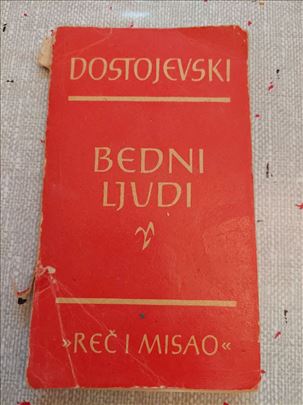 DOSTOJEVSKI
BEDNI
LJUDI
»REČ I MISAO«